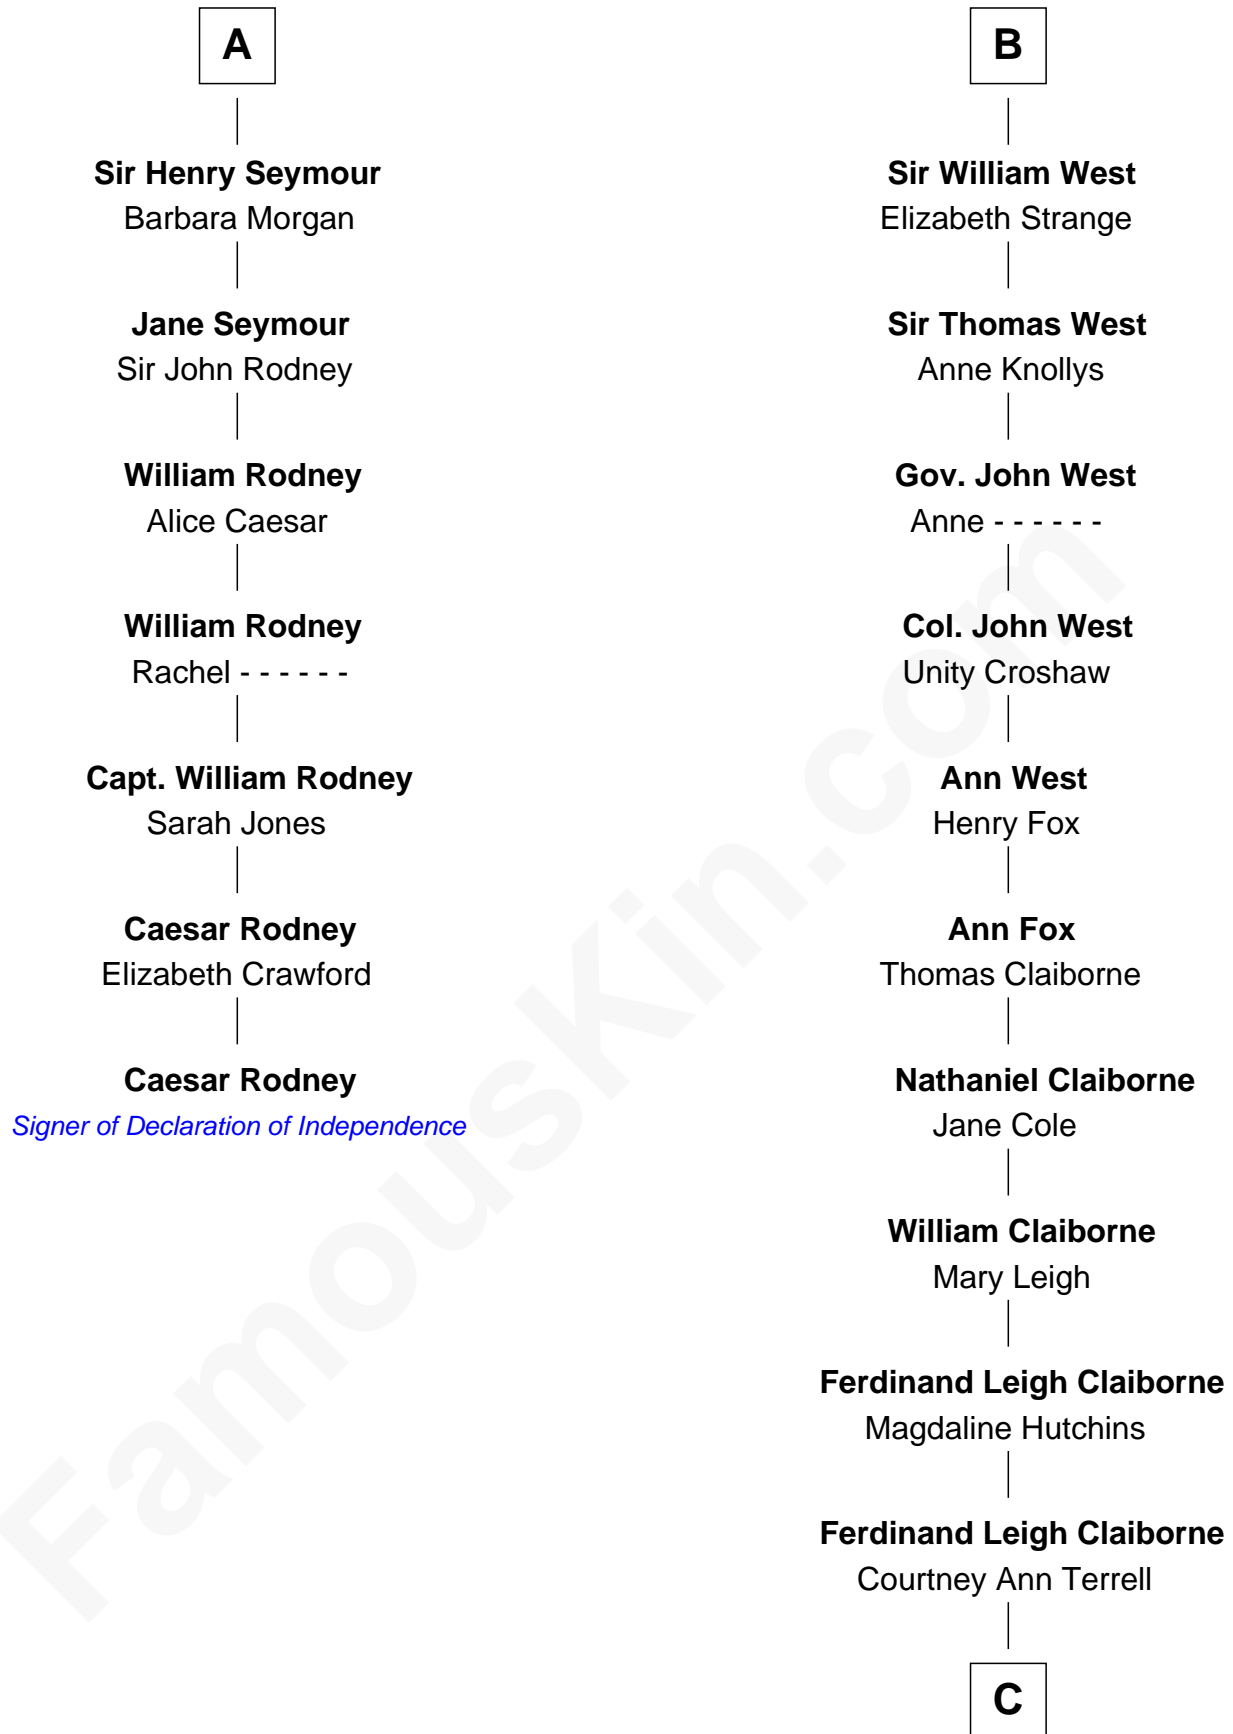 A
Sir Henry Seymour
Barbara Morgan
Jane Seymour
Sir John Rodney
William Rodney
Alice Caesar
William Rodney
Rachel - - - - - -
Capt. William Rodney
Sarah Jones
Caesar Rodney
Elizabeth Crawford
Caesar Rodney
Signer of Declaration of Independence
B
Sir William West
Elizabeth Strange
Sir Thomas West
Anne Knollys
Gov. John West
Anne - - - - - -
Col. John West
Unity Croshaw
Ann West
Henry Fox
Ann Fox
Thomas Claiborne
Nathaniel Claiborne
Jane Cole
William Claiborne
Mary Leigh
Ferdinand Leigh Claiborne
Magdaline Hutchins
Ferdinand Leigh Claiborne
Courtney Ann Terrell
C
FamousKin.com